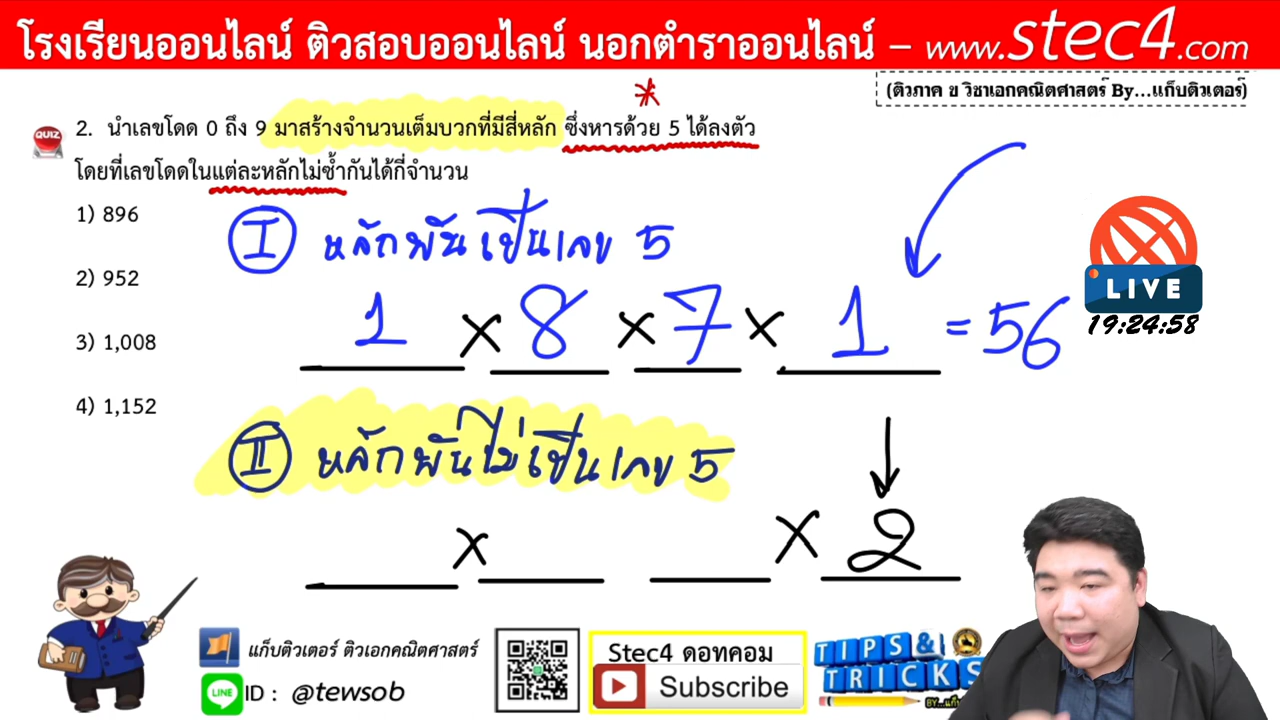 โรงเรียนออนไลน์ ติวสอบออนไลน์ นอกตำราออนไลน์ – www.stec4.com
(ติวภาค ข วิชาเอกคณิตศาสตร์ By...แก็บติวเตอร์)
QUIZ
2. นำเลขโดด 0 ถึง 9 มาสร้างจำนวนเต็มบวกที่มีสี่หลัก ซึ่งหารด้วย 5 ได้ลงตัว
โดยที่เลขโดดในแต่ละหลักไม่ซ้ำกันได้กี่จำนวน
1) 896
2) 952
3) 1,008
4) 1,152
I หลักพันเป็นเลข 5
1 × 8 × 7 × 1 = 56
II หลักพันไม่เป็นเลข 5
× × 2
LIVE
19:24:58
แก็บติวเตอร์ ติวเอกคณิตศาสตร์
LINE ID : @tewsob
Stec4 ดอทคอม
Subscribe
TIPS &
TRICKS